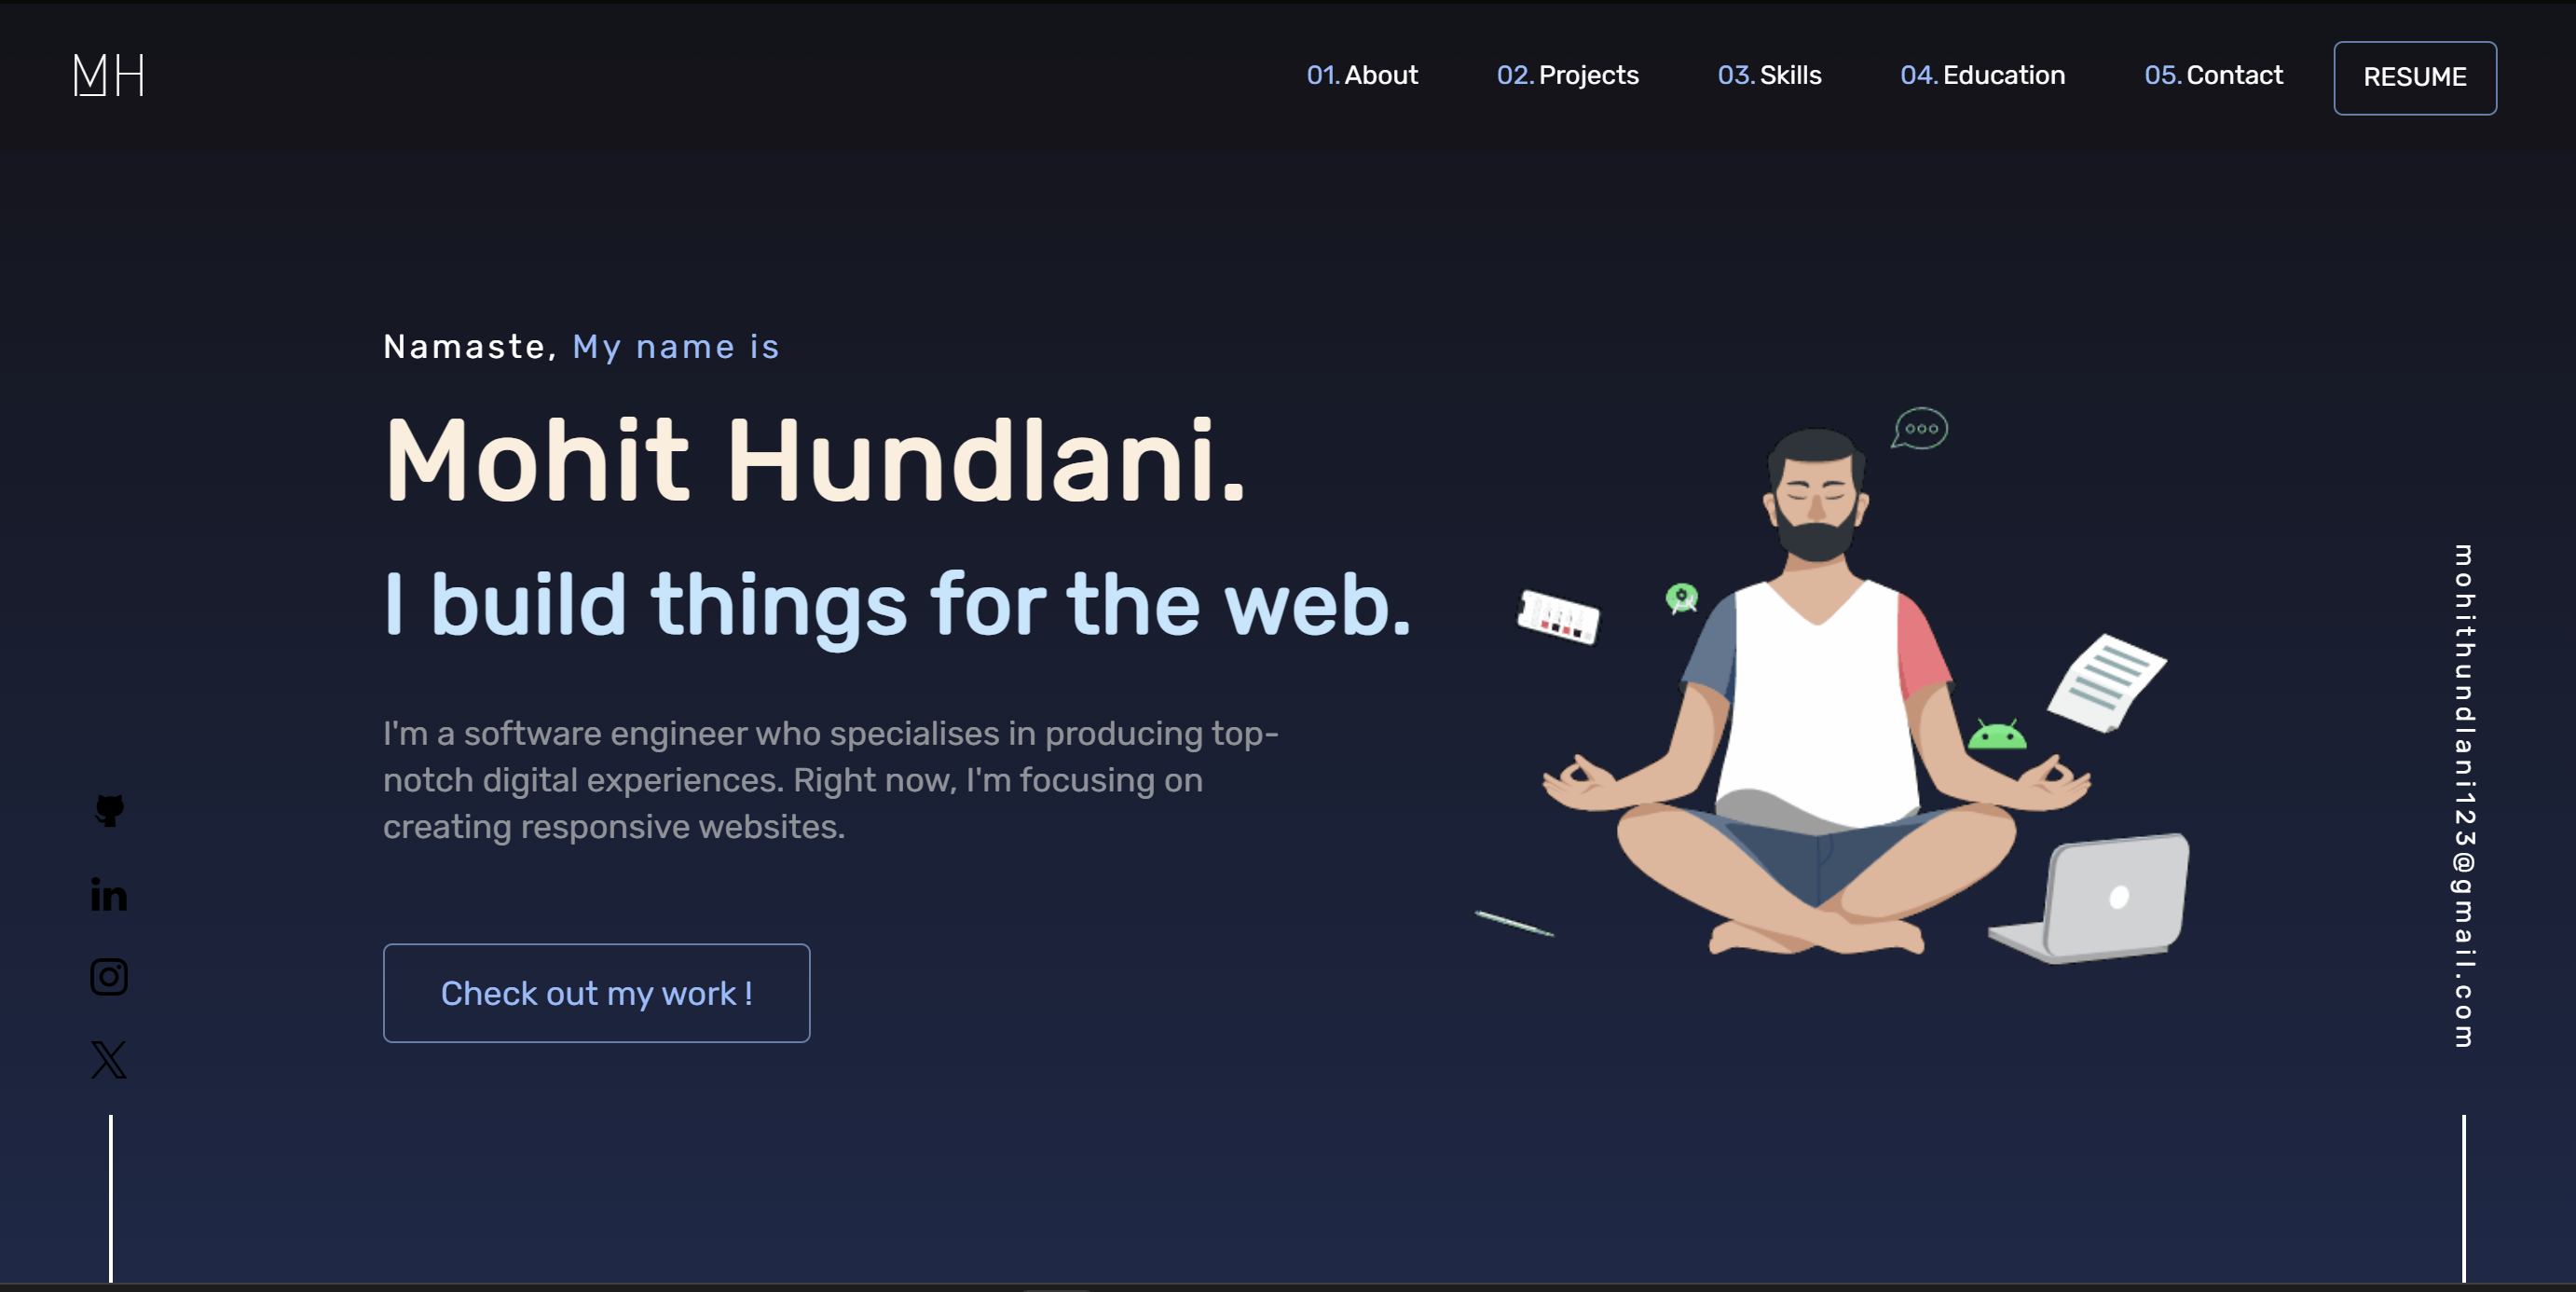 MH
01. About
02. Projects
03. Skills
04. Education
05. Contact
RESUME
Namaste, My name is
Mohit Hundlani.
I build things for the web.
I'm a software engineer who specialises in producing top-
notch digital experiences. Right now, I'm focusing on
creating responsive websites.
Check out my work !
mohithundlani123@gmail.com